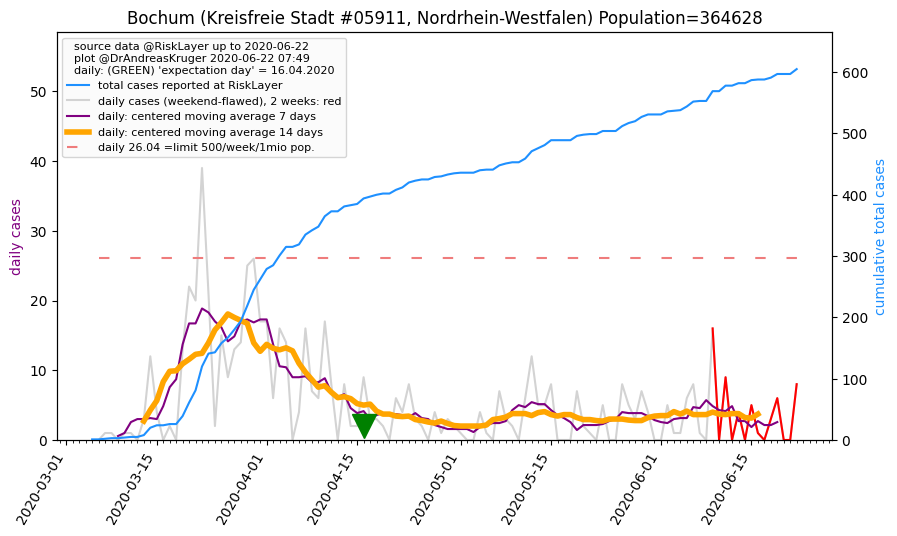 Bochum (Kreisfreie Stadt #05911, Nordrhein-Westfalen) Population=364628
source data @RiskLayer up to 2020-06-22
plot @DrAndreasKruger 2020-06-22 07:49
daily: (GREEN) 'expectation day' = 16.04.2020
total cases reported at RiskLayer
daily cases (weekend-flawed), 2 weeks: red
daily: centered moving average 7 days
daily: centered moving average 14 days
daily 26.04 =limit 500/week/1mio pop.
daily cases
50
40
30
20
10
0
cumulative total cases
600
500
400
300
200
100
0
2020-03-01
2020-03-15
2020-04-01
2020-04-15
2020-05-01
2020-05-15
2020-06-01
2020-06-15